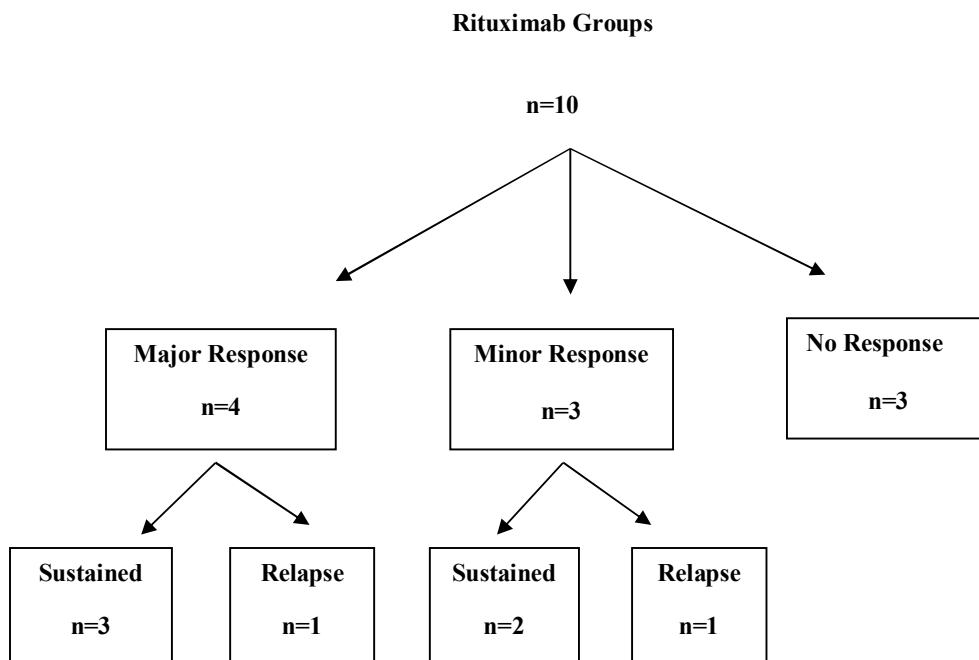 Rituximab Groups
n=10
Major Response
n=4
Minor Response
n=3
No Response
n=3
Sustained
n=3
Relapse
n=1
Sustained
n=2
Relapse
n=1